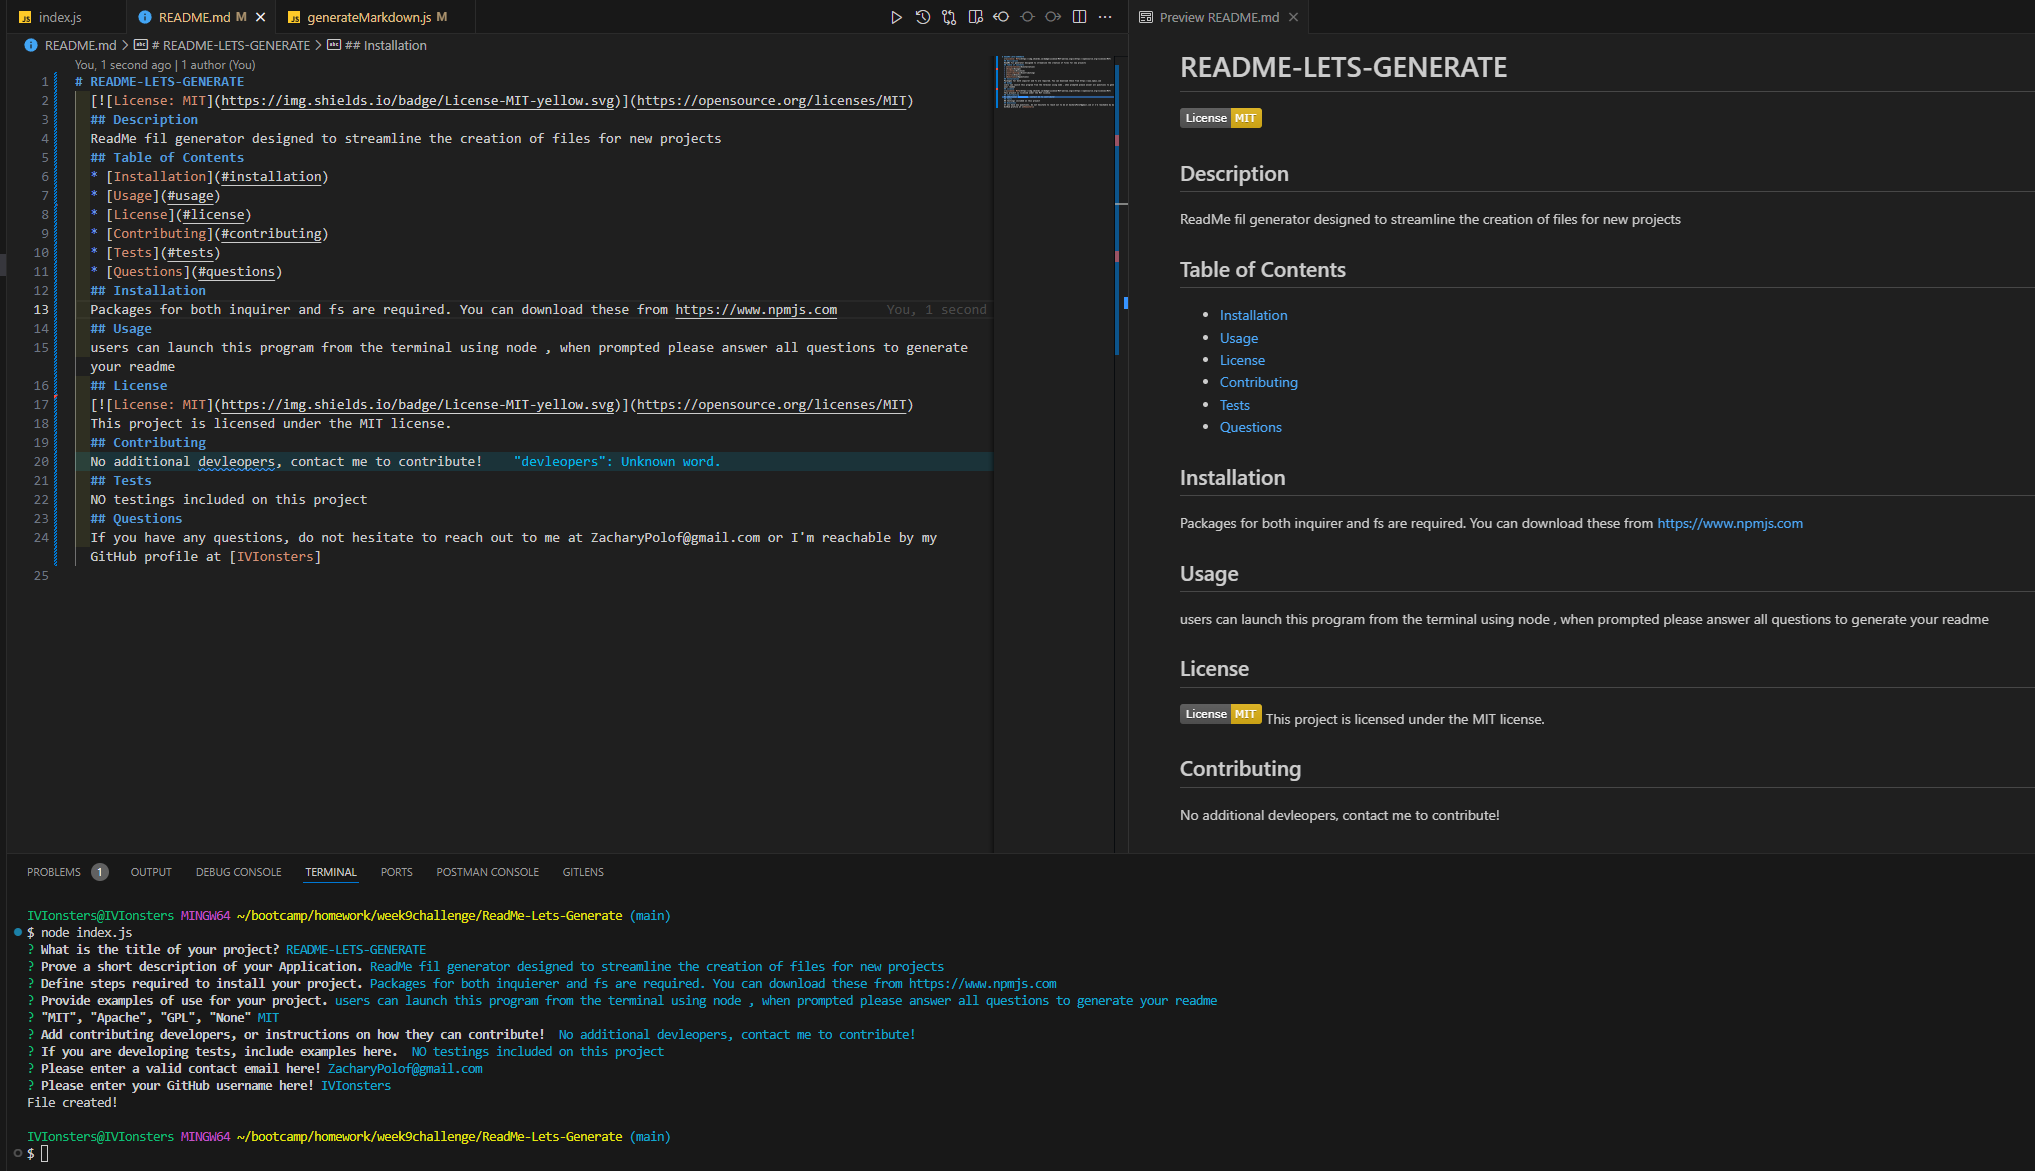 index.js
README.md M
generateMarkdown.js M
Preview README.md
README.md > # README-LETS-GENERATE > ## Installation
You, 1 second ago | 1 author (You)
1 # README-LETS-GENERATE
2 [![License: MIT](https://img.shields.io/badge/License-MIT-yellow.svg)](https://opensource.org/licenses/MIT)
3 ## Description
4 ReadMe fil generator designed to streamline the creation of files for new projects
5 ## Table of Contents
6 * [Installation](#installation)
7 * [Usage](#usage)
8 * [License](#license)
9 * [Contributing](#contributing)
10 * [Tests](#tests)
11 * [Questions](#questions)
12 ## Installation
13 Packages for both inquirer and fs are required. You can download these from https://www.npmjs.com You, 1 second
14 ## Usage
15 users can launch this program from the terminal using node , when prompted please answer all questions to generate
your readme
16 ## License
17 [![License: MIT](https://img.shields.io/badge/License-MIT-yellow.svg)](https://opensource.org/licenses/MIT)
18 This project is licensed under the MIT license.
19 ## Contributing
20 No additional devleopers, contact me to contribute! "devleopers": Unknown word.
21 ## Tests
22 NO testings included on this project
23 ## Questions
24 If you have any questions, do not hesitate to reach out to me at ZacharyPolof@gmail.com or I'm reachable by my
GitHub profile at [IVIonsters]
25
README-LETS-GENERATE
License MIT
Description
ReadMe fil generator designed to streamline the creation of files for new projects
Table of Contents
• Installation
• Usage
• License
• Contributing
• Tests
• Questions
Installation
Packages for both inquirer and fs are required. You can download these from https://www.npmjs.com
Usage
users can launch this program from the terminal using node , when prompted please answer all questions to generate your readme
License
License MIT This project is licensed under the MIT license.
Contributing
No additional devleopers, contact me to contribute!
PROBLEMS 1 OUTPUT DEBUG CONSOLE TERMINAL PORTS POSTMAN CONSOLE GITLENS
IVIonsters@IVIonsters MINGW64 ~/bootcamp/homework/week9challenge/ReadMe-Lets-Generate (main)
$ node index.js
? What is the title of your project? README-LETS-GENERATE
? Prove a short description of your Application. ReadMe fil generator designed to streamline the creation of files for new projects
? Define steps required to install your project. Packages for both inquierer and fs are required. You can download these from https://www.npmjs.com
? Provide examples of use for your project. users can launch this program from the terminal using node , when prompted please answer all questions to generate your readme
? "MIT", "Apache", "GPL", "None" MIT
? Add contributing developers, or instructions on how they can contribute! No additional devleopers, contact me to contribute!
? If you are developing tests, include examples here. NO testings included on this project
? Please enter a valid contact email here! ZacharyPolof@gmail.com
? Please enter your GitHub username here! IVIonsters
File created!
IVIonsters@IVIonsters MINGW64 ~/bootcamp/homework/week9challenge/ReadMe-Lets-Generate (main)
$